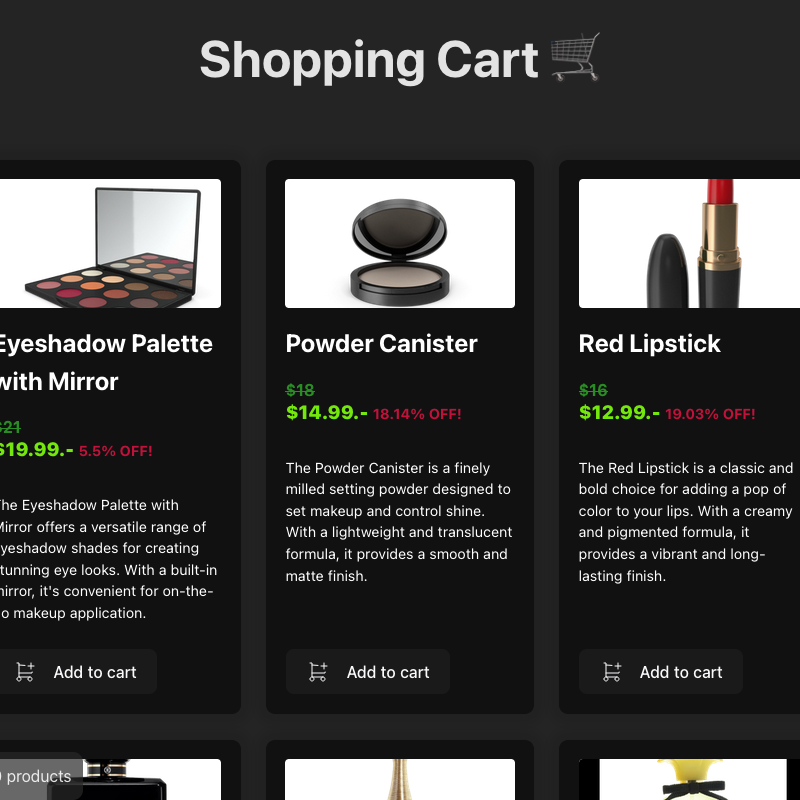 Shopping Cart
Eyeshadow Palette
with Mirror
$21
$19.99.- 5.5% OFF!
The Eyeshadow Palette with
Mirror offers a versatile range of
eyeshadow shades for creating
stunning eye looks. With a built-in
mirror, it's convenient for on-the-
go makeup application.
Add to cart
Powder Canister
$18
$14.99.- 18.14% OFF!
The Powder Canister is a finely
milled setting powder designed to
set makeup and control shine.
With a lightweight and translucent
formula, it provides a smooth and
matte finish.
Add to cart
Red Lipstick
$16
$12.99.- 19.03% OFF!
The Red Lipstick is a classic and
bold choice for adding a pop of
color to your lips. With a creamy
and pigmented formula, it
provides a vibrant and long-
lasting finish.
Add to cart
products